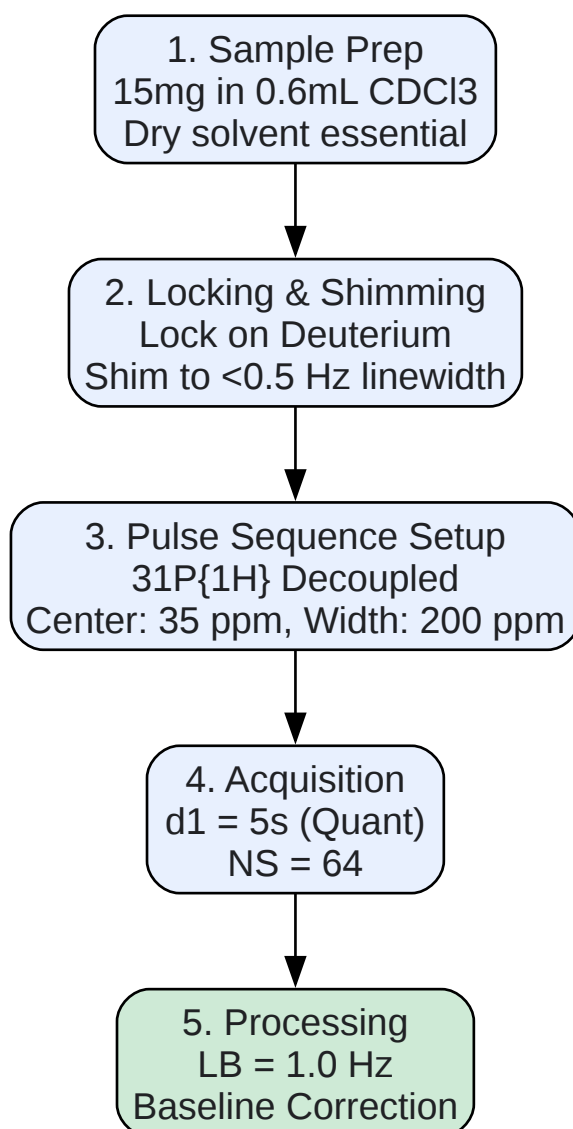 1. Sample Prep
15mg in 0.6mL CDCl3
Dry solvent essential
2. Locking & Shimming
Lock on Deuterium
Shim to <0.5 Hz linewidth
3. Pulse Sequence Setup
31P{1H} Decoupled
Center: 35 ppm, Width: 200 ppm
4. Acquisition
d1 = 5s (Quant)
NS = 64
5. Processing
LB = 1.0 Hz
Baseline Correction